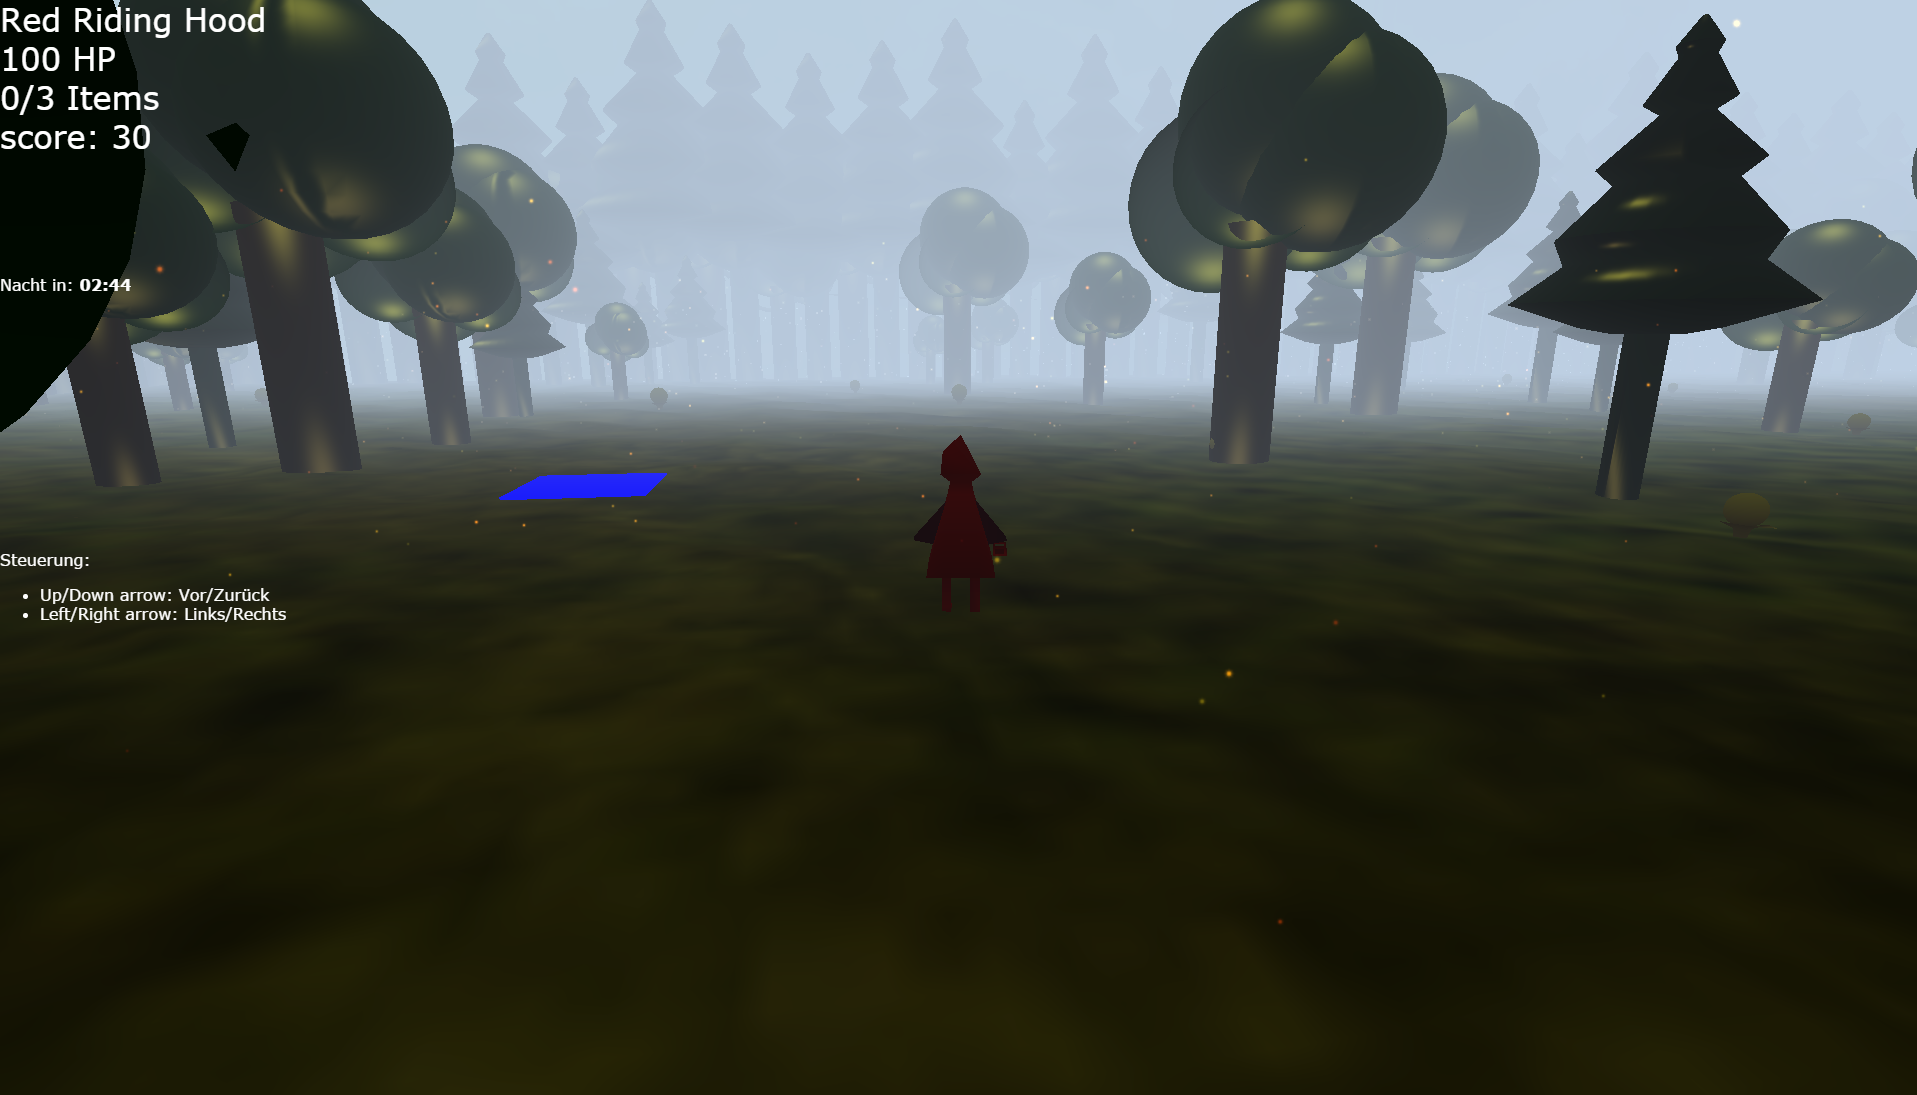 Red Riding Hood
100 HP
0/3 Items
score: 30
Nacht in: 02:44
Steuerung:
• Up/Down arrow: Vor/Zurück
• Left/Right arrow: Links/Rechts